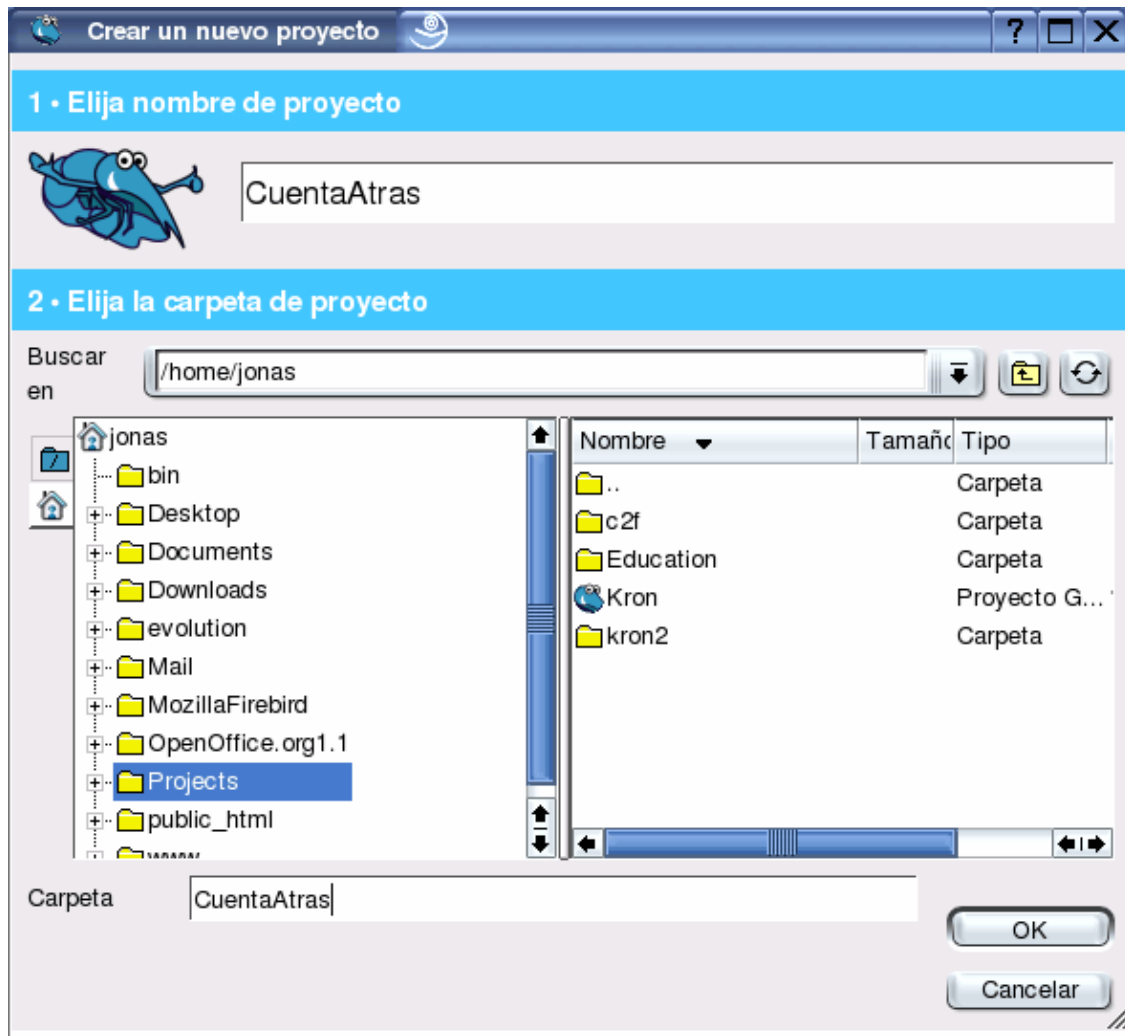 Crear un nuevo proyecto
?
1 • Elija nombre de proyecto
CuentaAtras
2 • Elija la carpeta de proyecto
Buscar
en
/home/jonas
jonas
bin
Desktop
Documents
Downloads
evolution
Mail
MozillaFirebird
OpenOffice.org1.1
Projects
public_html
www
Nombre Tamaño Tipo
.. Carpeta
c2f Carpeta
Education Carpeta
Kron Proyecto G...
kron2 Carpeta
Carpeta CuentaAtras
OK
Cancelar